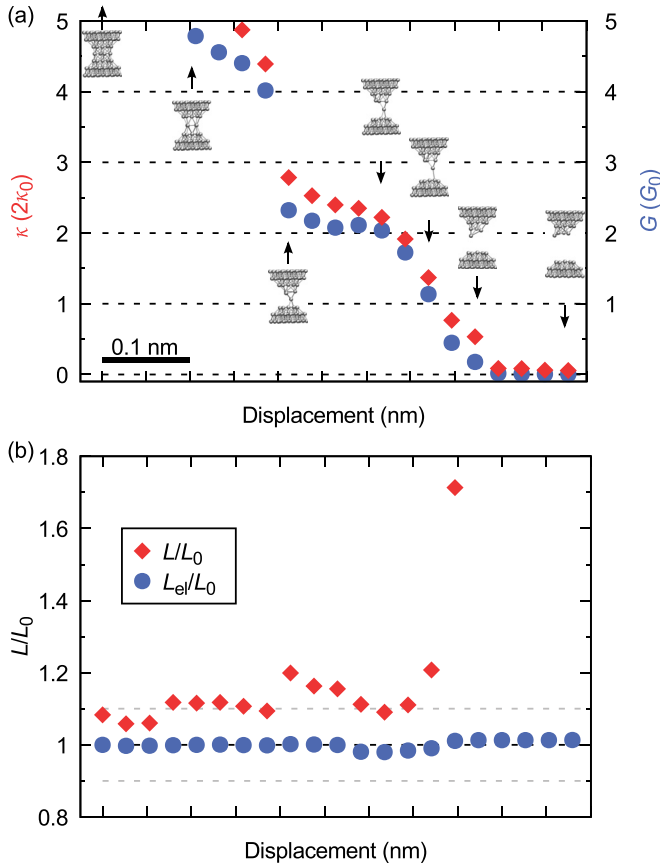 (a)
5
4
3
2
1
0
κ (2κ0)
5
4
3
2
1
0
G (G0)
0.1 nm
Displacement (nm)
(b)
1.8
1.6
1.4
1.2
1
0.8
L/L0
L/L0
Lel/L0
Displacement (nm)